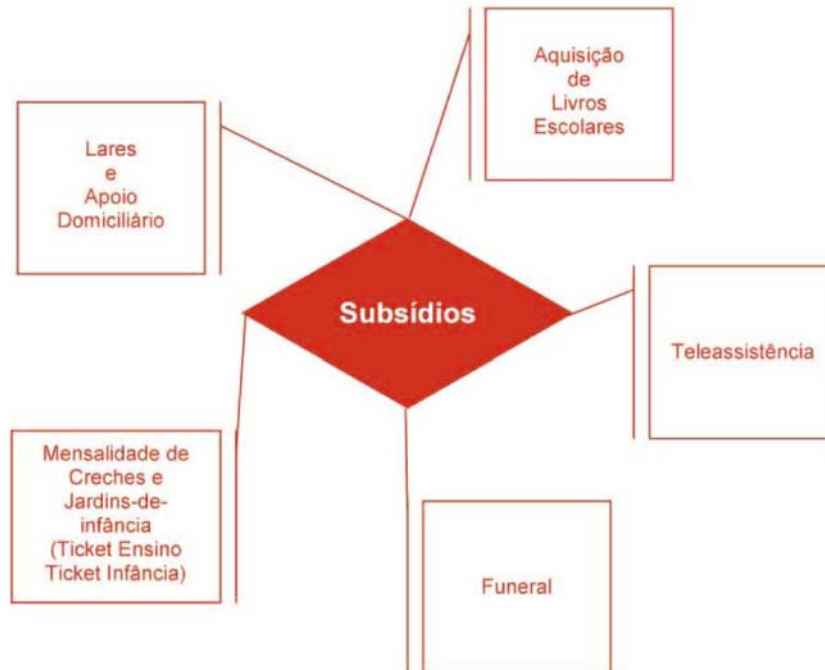 Aquisição
de
Livros
Escolares
Lares
e
Apoio
Domiciliário
Subsídios
Teleassistência
Mensalidade de
Creches e
Jardins-de-
infância
(Ticket Ensino
Ticket Infância)
Funeral